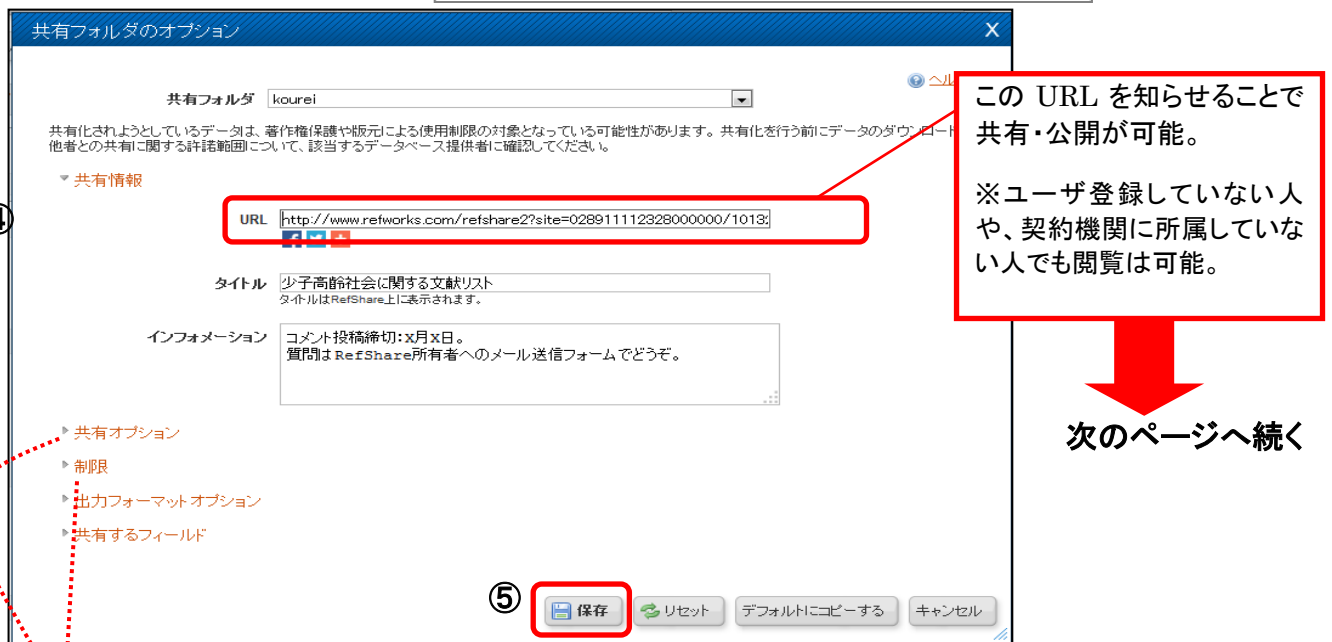 共有フォルダのオプション X
共有フォルダ kourei
共有化されようとしているデータは、著作権保護や版元による使用制限の対象となっている可能性があります。共有化を行う前にデータのダウンロード
他者との共有に関する許諾範囲について、該当するデータベース提供者に確認してください。
共有情報
URL http://www.refworks.com/refshare2?site=028911112328000000/1013
タイトル 少子高齢社会に関する文献リスト
タイトルはRefShare上に表示されます。
インフォメーション コメント投稿締切：X月X日。
質問はRefShare所有者へのメール送信フォームでどうぞ。
共有オプション
制限
出力フォーマットオプション
共有するフィールド
⑤ 保存 リセット デフォルトにコピーする キャンセル
この URL を知らせることで
共有・公開が可能。
※ユーザ登録していない人
や、契約機関に所属していな
い人でも閲覧は可能。
次のページへ続く